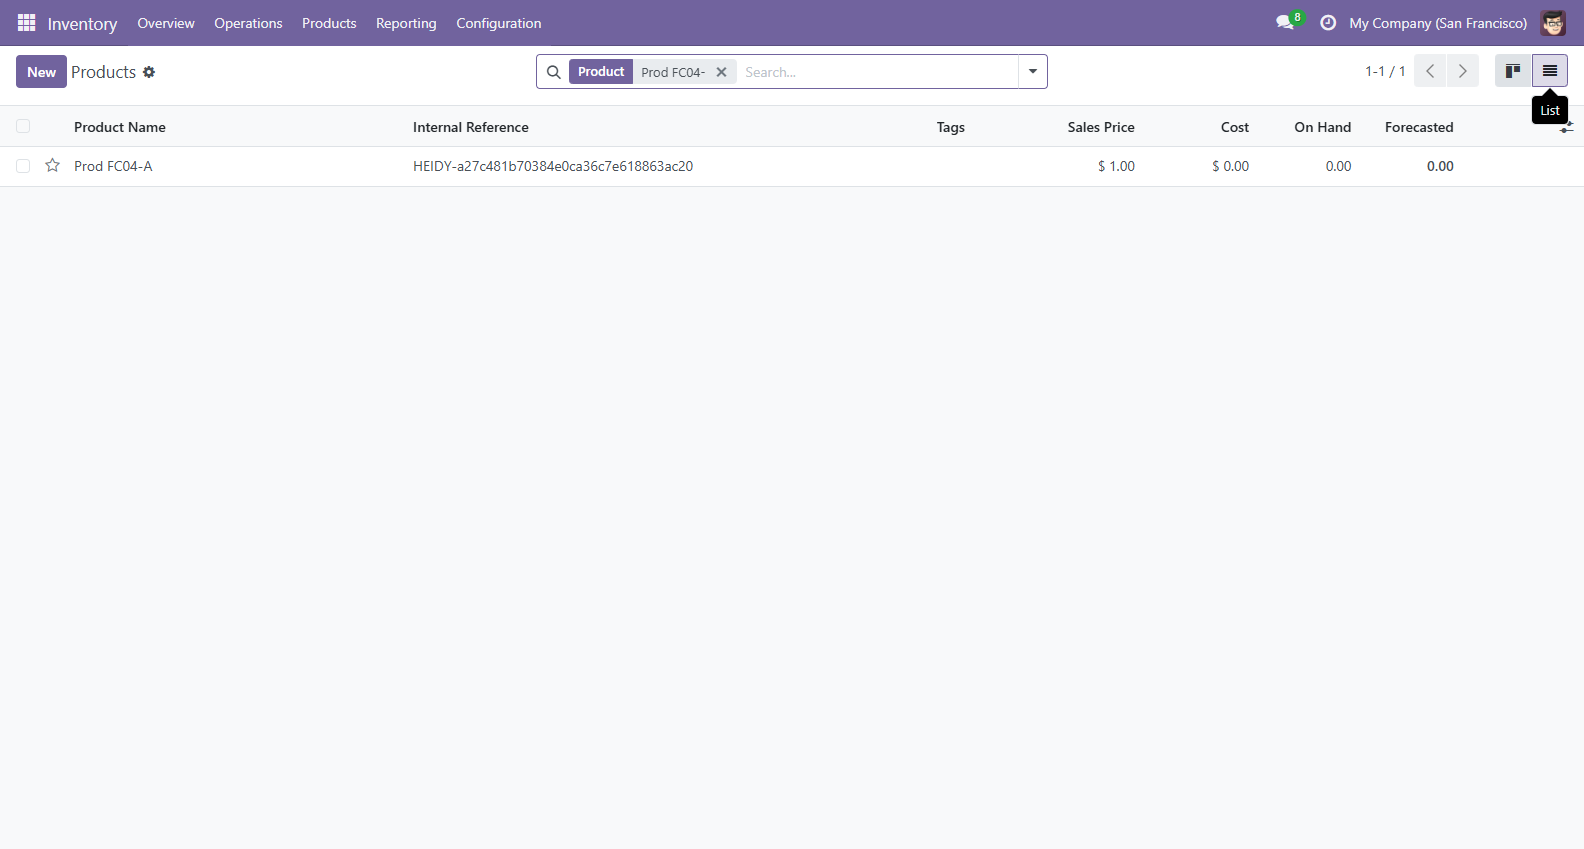 Inventory Overview Operations Products Reporting Configuration 8 My Company (San Francisco)
New Products Product Prod FC04- Search... 1-1 / 1
List
Product Name Internal Reference Tags Sales Price Cost On Hand Forecasted
Prod FC04-A HEIDY-a27c481b70384e0ca36c7e618863ac20 $ 1.00 $ 0.00 0.00 0.00